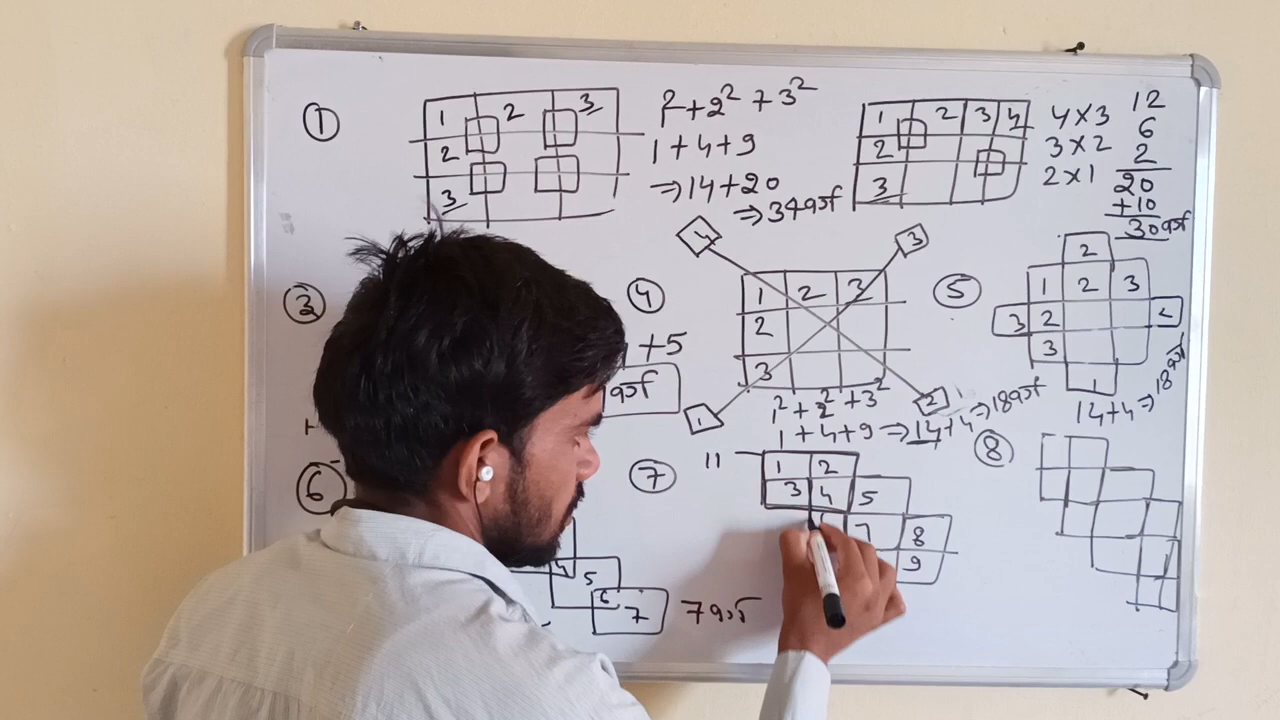 ①
1 2 3
2
3
1²+2²+3²
1+4+9
⇒14+20
⇒34वर्ग
1 2 3 4
2
3
4×3 12
3×2 6
2×1 2
20
+10
30वर्ग
③
+5
वर्ग
④
4 3
1 2 3
2
3
1 2
1²+2²+3²
1+4+9⇒14+4⇒18वर्ग
⑤
2
1 2 3
3 2 4
3
1
14+4⇒18वर्ग
⑥
4 5
6 7
7वर्ग
⑦
11
1 2
3 4 5
7 8
9
⑧